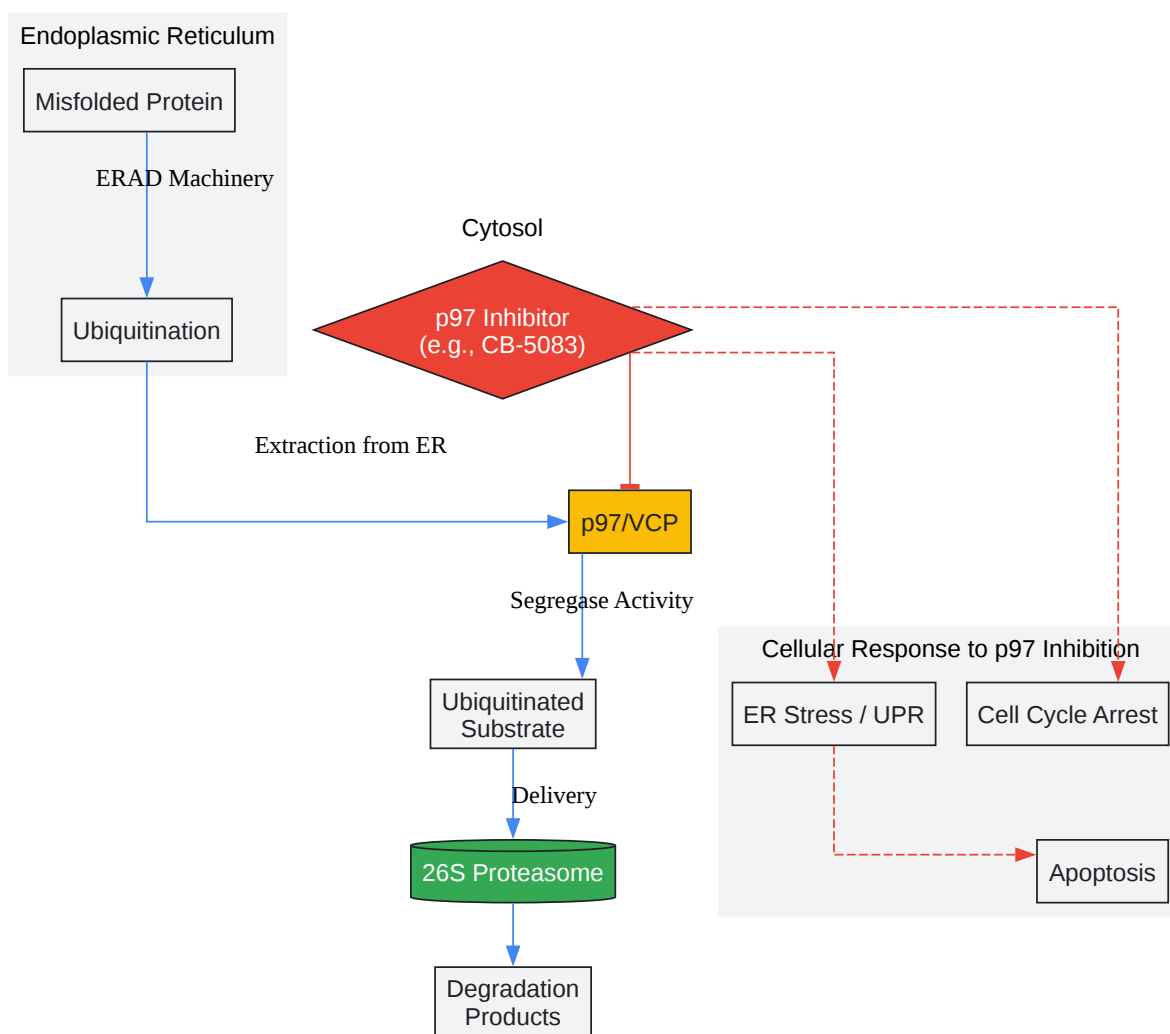 Endoplasmic Reticulum
Misfolded Protein
ERAD Machinery
Ubiquitination
Cytosol
p97 Inhibitor
(e.g., CB-5083)
Extraction from ER
p97/VCP
Segregase Activity
Ubiquitinated
Substrate
Delivery
26S Proteasome
Degradation
Products
Cellular Response to p97 Inhibition
ER Stress / UPR
Cell Cycle Arrest
Apoptosis